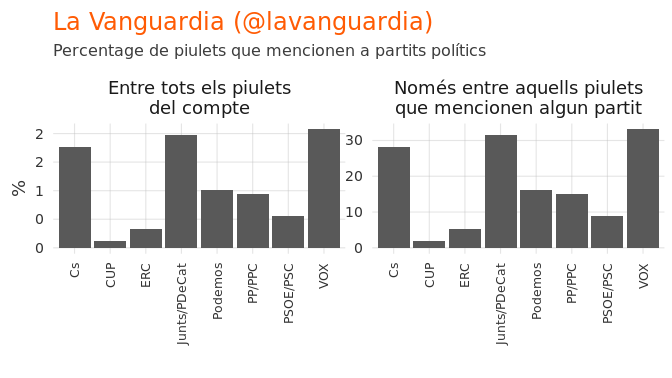 La Vanguardia (@lavanguardia)
Percentage de piulets que mencionen a partits polítics
Entre tots els piulets
del compte
Només entre aquells piulets
que mencionen algun partit
%
2
2
1
0
0
30
20
10
0
Cs
CUP
ERC
Junts/PDeCat
Podemos
PP/PPC
PSOE/PSC
VOX
Cs
CUP
ERC
Junts/PDeCat
Podemos
PP/PPC
PSOE/PSC
VOX